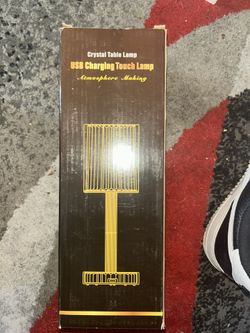 Crystal Table Lamp
USB Charging Touch Lamp
Atmosphere Making